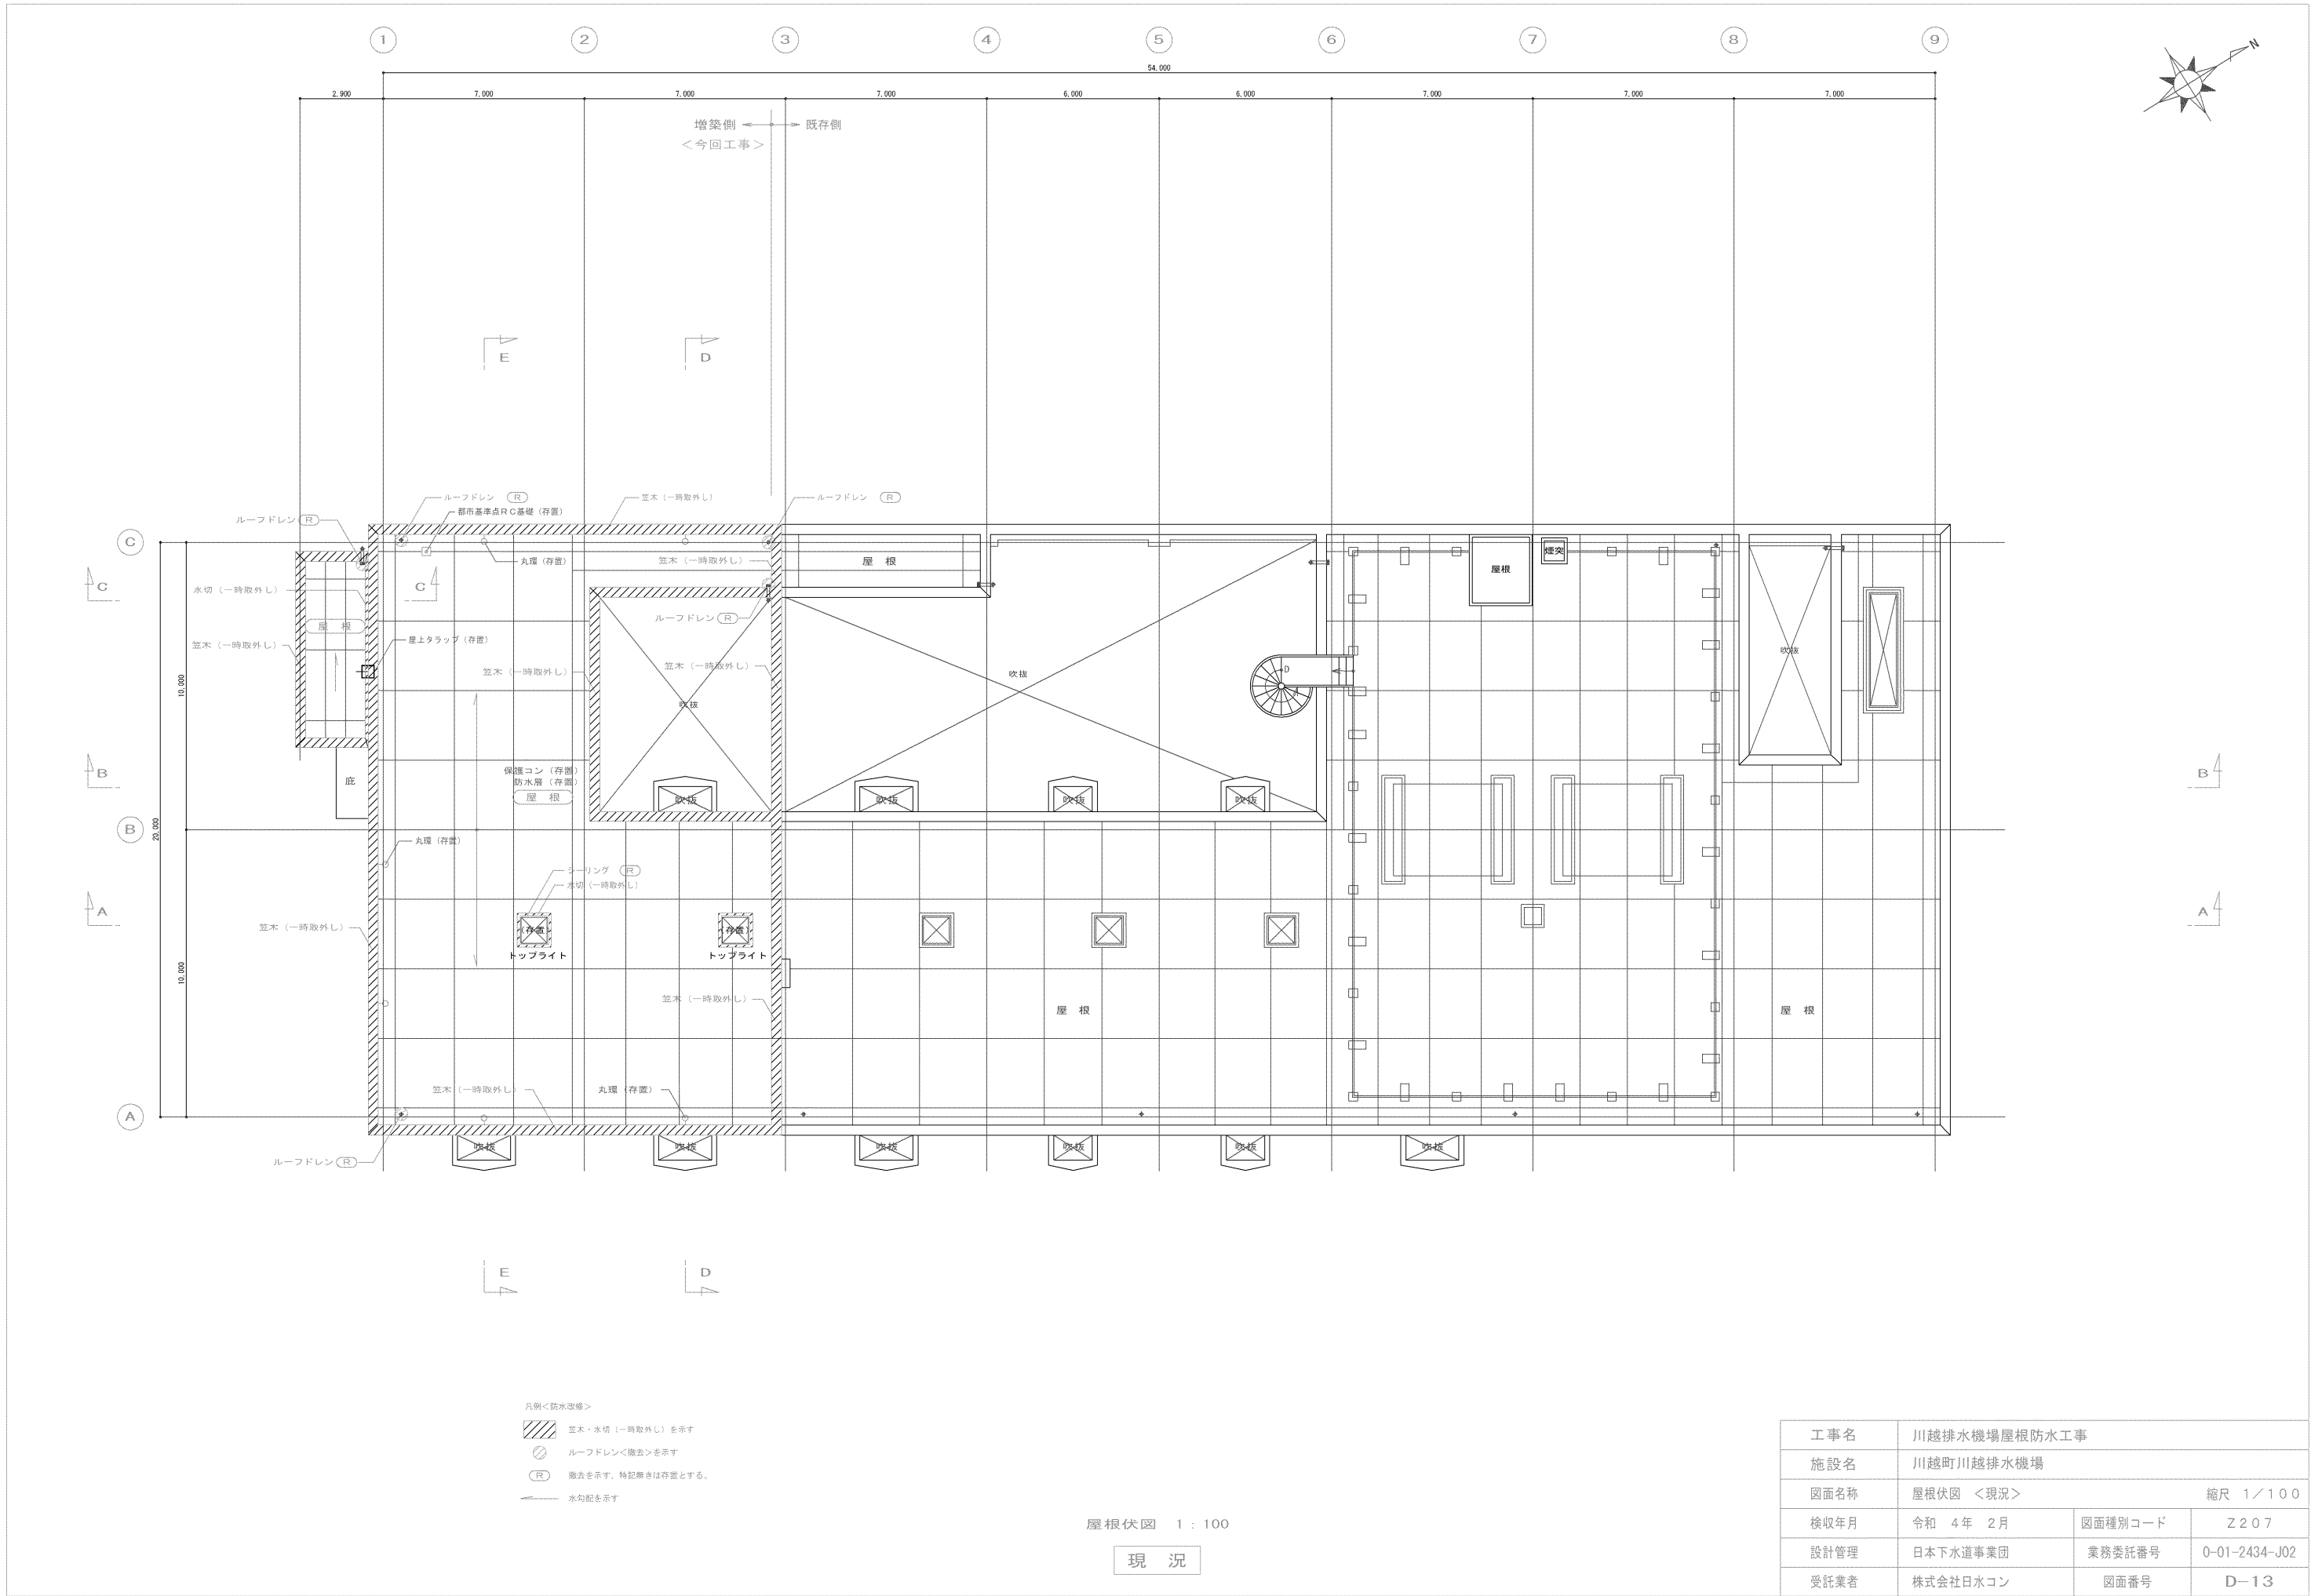 1 2 3 4 5 6 7 8 9
N
54,000
2,900 7,000 7,000 7,000 6,000 6,000 7,000 7,000 7,000
増築側 既存側
<今回工事>
E D
ルーフドレン R
笠木（一時取外し）
ルーフドレン R
都市基準点RC基礎（存置）
ルーフドレン R
C
丸環（存置）
笠木（一時取外し）
屋 根
煙突
屋根
C C
水切（一時取外し）
ルーフドレン R
屋 根
屋上タラップ（存置）
笠木（一時取外し）
吹抜
笠木（一時取外し）
笠木（一時取外し）
吹抜
D
10,000
吹抜
保護コン（存置）
防水層（存置）
屋 根
B B
庇
吹抜 吹抜 吹抜 吹抜
B
20,000
丸環（存置）
シーリング R
水切（一時取外し）
A A
笠木（一時取外し）
（存置） （存置）
トップライト トップライト
10,000
笠木（一時取外し）
屋 根 屋 根
笠木（一時取外し） 丸環（存置）
A
吹抜 吹抜 吹抜 吹抜 吹抜 吹抜
ルーフドレン R
E D
凡例<防水改修>
笠木・水切（一時取外し）を示す
ルーフドレン<撤去>を示す
R 撤去を示す、特記無きは存置とする。
水勾配を示す
屋根伏図 1：100
現 況
工事名 川越排水機場屋根防水工事
施設名 川越町川越排水機場
図面名称 屋根伏図 <現況> 縮尺 1／100
検収年月 令和 4年 2月 図面種別コード Z207
設計管理 日本下水道事業団 業務委託番号 0-01-2434-J02
受託業者 株式会社日水コン 図面番号 D-13